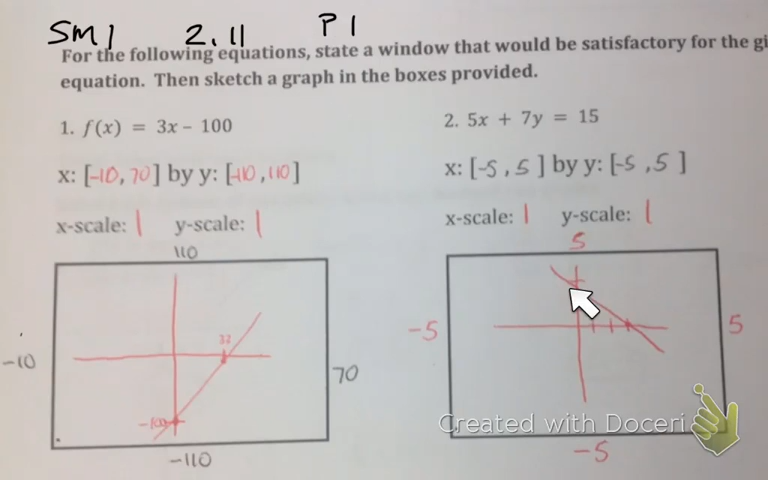 SM1 2.11 P1
For the following equations, state a window that would be satisfactory for the gi
equation. Then sketch a graph in the boxes provided.
1. f(x) = 3x – 100
2. 5x + 7y = 15
x: [-10, 70] by y: [-110, 110]
x: [-5, 5] by y: [-5, 5]
x-scale: 1 y-scale: 1
x-scale: 1 y-scale: 1
110
5
-10
32
70
-100
-110
-5
5
-5
Created with Doceri